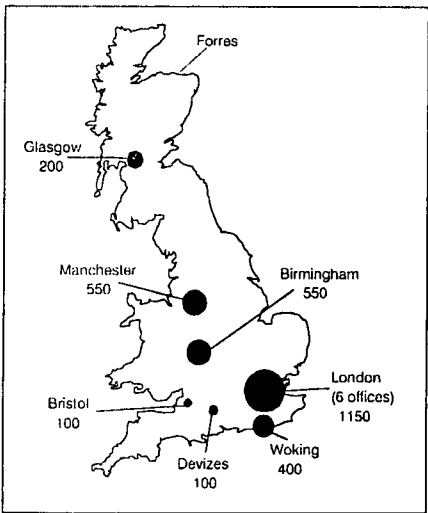 Forres
Glasgow
200
Manchester
550
Birmingham
550
London
(6 offices)
1150
Bristol
100
Devizes
100
Woking
400